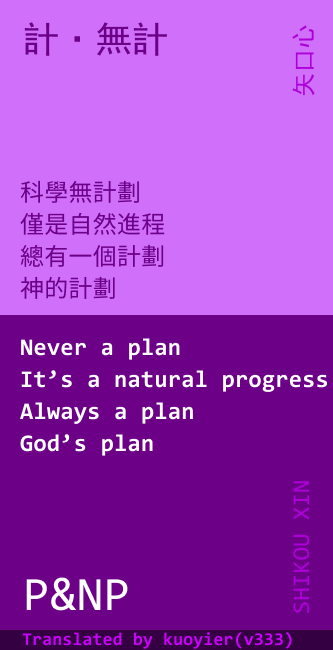 計・無計
矢口心
科學無計劃
僅是自然進程
總有一個計劃
神的計劃
Never a plan
It’s a natural progress
Always a plan
God’s plan
SHIKOU XIN
P&NP
Translated by kuoyier(v333)